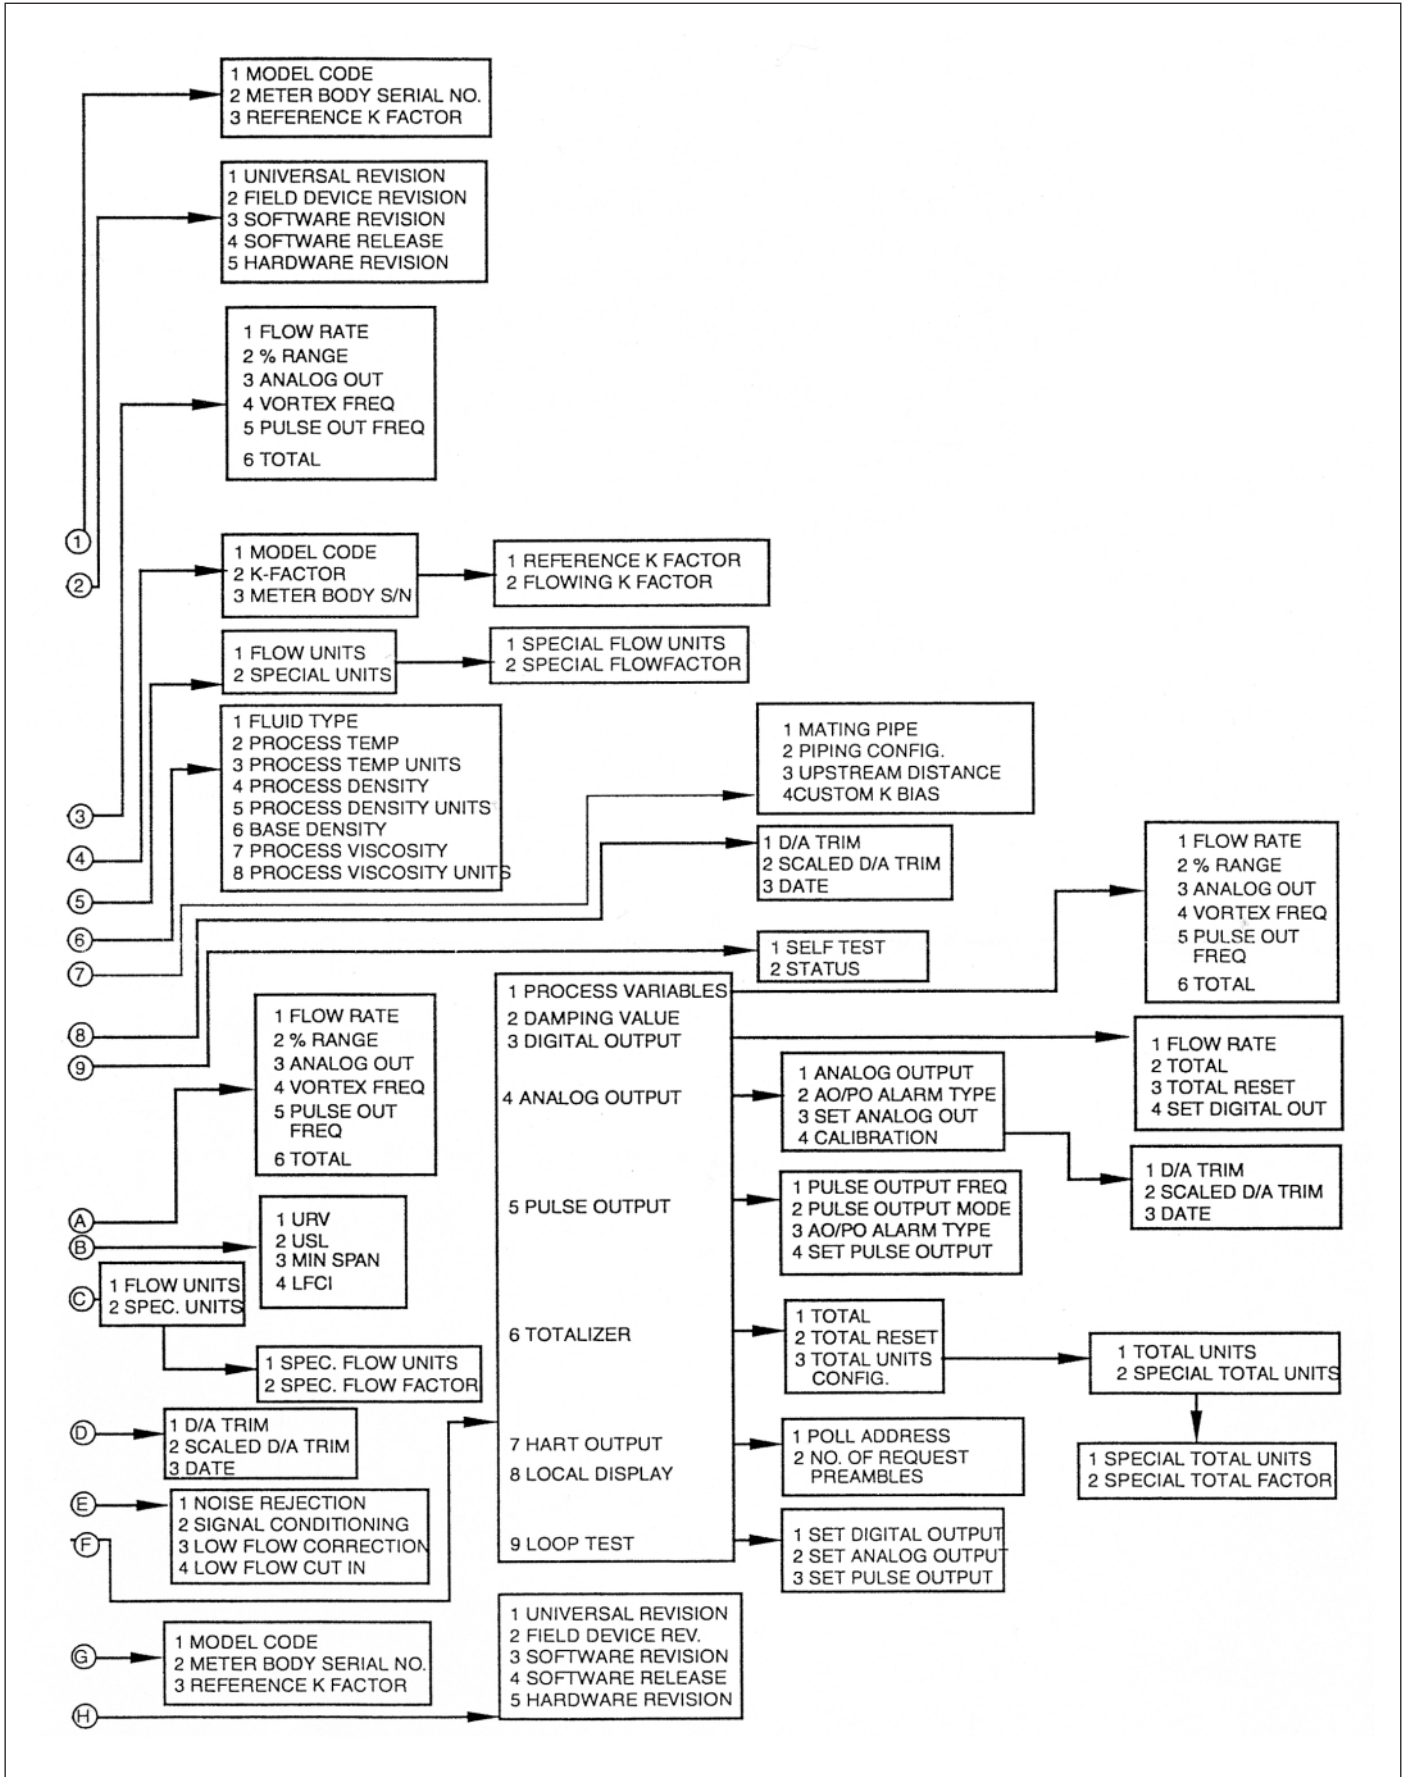 1 MODEL CODE
2 METER BODY SERIAL NO.
3 REFERENCE K FACTOR
1 UNIVERSAL REVISION
2 FIELD DEVICE REVISION
3 SOFTWARE REVISION
4 SOFTWARE RELEASE
5 HARDWARE REVISION
1 FLOW RATE
2 % RANGE
3 ANALOG OUT
4 VORTEX FREQ
5 PULSE OUT FREQ
6 TOTAL
1
2
1 MODEL CODE
2 K-FACTOR
3 METER BODY S/N
1 REFERENCE K FACTOR
2 FLOWING K FACTOR
1 FLOW UNITS
2 SPECIAL UNITS
1 SPECIAL FLOW UNITS
2 SPECIAL FLOWFACTOR
1 FLUID TYPE
2 PROCESS TEMP
3 PROCESS TEMP UNITS
4 PROCESS DENSITY
5 PROCESS DENSITY UNITS
6 BASE DENSITY
7 PROCESS VISCOSITY
8 PROCESS VISCOSITY UNITS
1 MATING PIPE
2 PIPING CONFIG.
3 UPSTREAM DISTANCE
4CUSTOM K BIAS
3
4
5
6
7
8
9
1 D/A TRIM
2 SCALED D/A TRIM
3 DATE
1 SELF TEST
2 STATUS
1 FLOW RATE
2 % RANGE
3 ANALOG OUT
4 VORTEX FREQ
5 PULSE OUT
FREQ
6 TOTAL
1 FLOW RATE
2 % RANGE
3 ANALOG OUT
4 VORTEX FREQ
5 PULSE OUT
FREQ
6 TOTAL
1 PROCESS VARIABLES
2 DAMPING VALUE
3 DIGITAL OUTPUT
4 ANALOG OUTPUT
5 PULSE OUTPUT
6 TOTALIZER
7 HART OUTPUT
8 LOCAL DISPLAY
9 LOOP TEST
1 FLOW RATE
2 TOTAL
3 TOTAL RESET
4 SET DIGITAL OUT
1 ANALOG OUTPUT
2 AO/PO ALARM TYPE
3 SET ANALOG OUT
4 CALIBRATION
1 D/A TRIM
2 SCALED D/A TRIM
3 DATE
1 PULSE OUTPUT FREQ
2 PULSE OUTPUT MODE
3 AO/PO ALARM TYPE
4 SET PULSE OUTPUT
1 TOTAL
2 TOTAL RESET
3 TOTAL UNITS
CONFIG.
1 TOTAL UNITS
2 SPECIAL TOTAL UNITS
1 SPECIAL TOTAL UNITS
2 SPECIAL TOTAL FACTOR
1 POLL ADDRESS
2 NO. OF REQUEST
PREAMBLES
1 SET DIGITAL OUTPUT
2 SET ANALOG OUTPUT
3 SET PULSE OUTPUT
A
B
1 URV
2 USL
3 MIN SPAN
4 LFCI
C
1 FLOW UNITS
2 SPEC. UNITS
1 SPEC. FLOW UNITS
2 SPEC. FLOW FACTOR
D
1 D/A TRIM
2 SCALED D/A TRIM
3 DATE
E
1 NOISE REJECTION
2 SIGNAL CONDITIONING
3 LOW FLOW CORRECTION
4 LOW FLOW CUT IN
F
G
1 MODEL CODE
2 METER BODY SERIAL NO.
3 REFERENCE K FACTOR
H
1 UNIVERSAL REVISION
2 FIELD DEVICE REV.
3 SOFTWARE REVISION
4 SOFTWARE RELEASE
5 HARDWARE REVISION